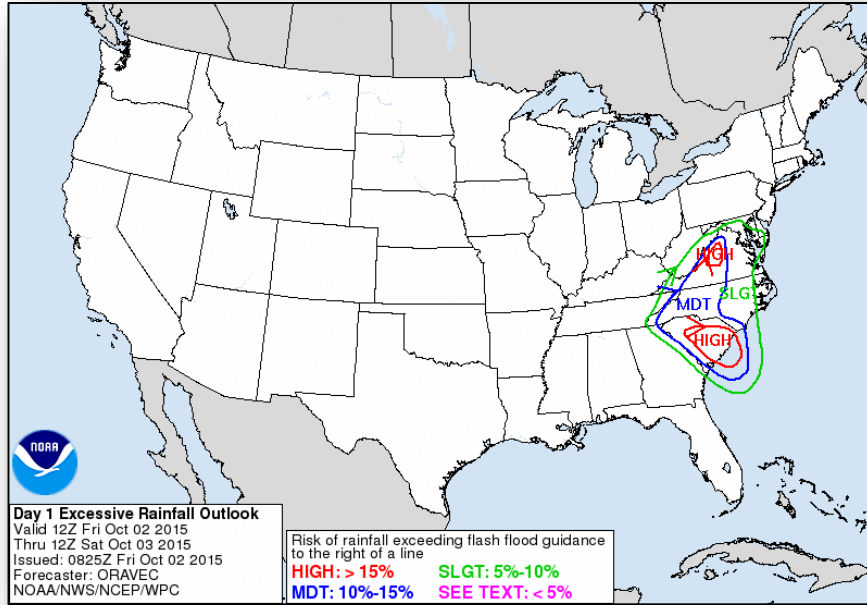 HIGH
SLGT
MDT
HIGH
NOAA
Day 1 Excessive Rainfall Outlook
Valid 12Z Fri Oct 02 2015
Thru 12Z Sat Oct 03 2015
Issued: 0825Z Fri Oct 02 2015
Forecaster: ORAVEC
NOAA/NWS/NCEP/WPC
Risk of rainfall exceeding flash flood guidance
to the right of a line
HIGH: > 15% SLGT: 5%-10%
MDT: 10%-15% SEE TEXT: < 5%